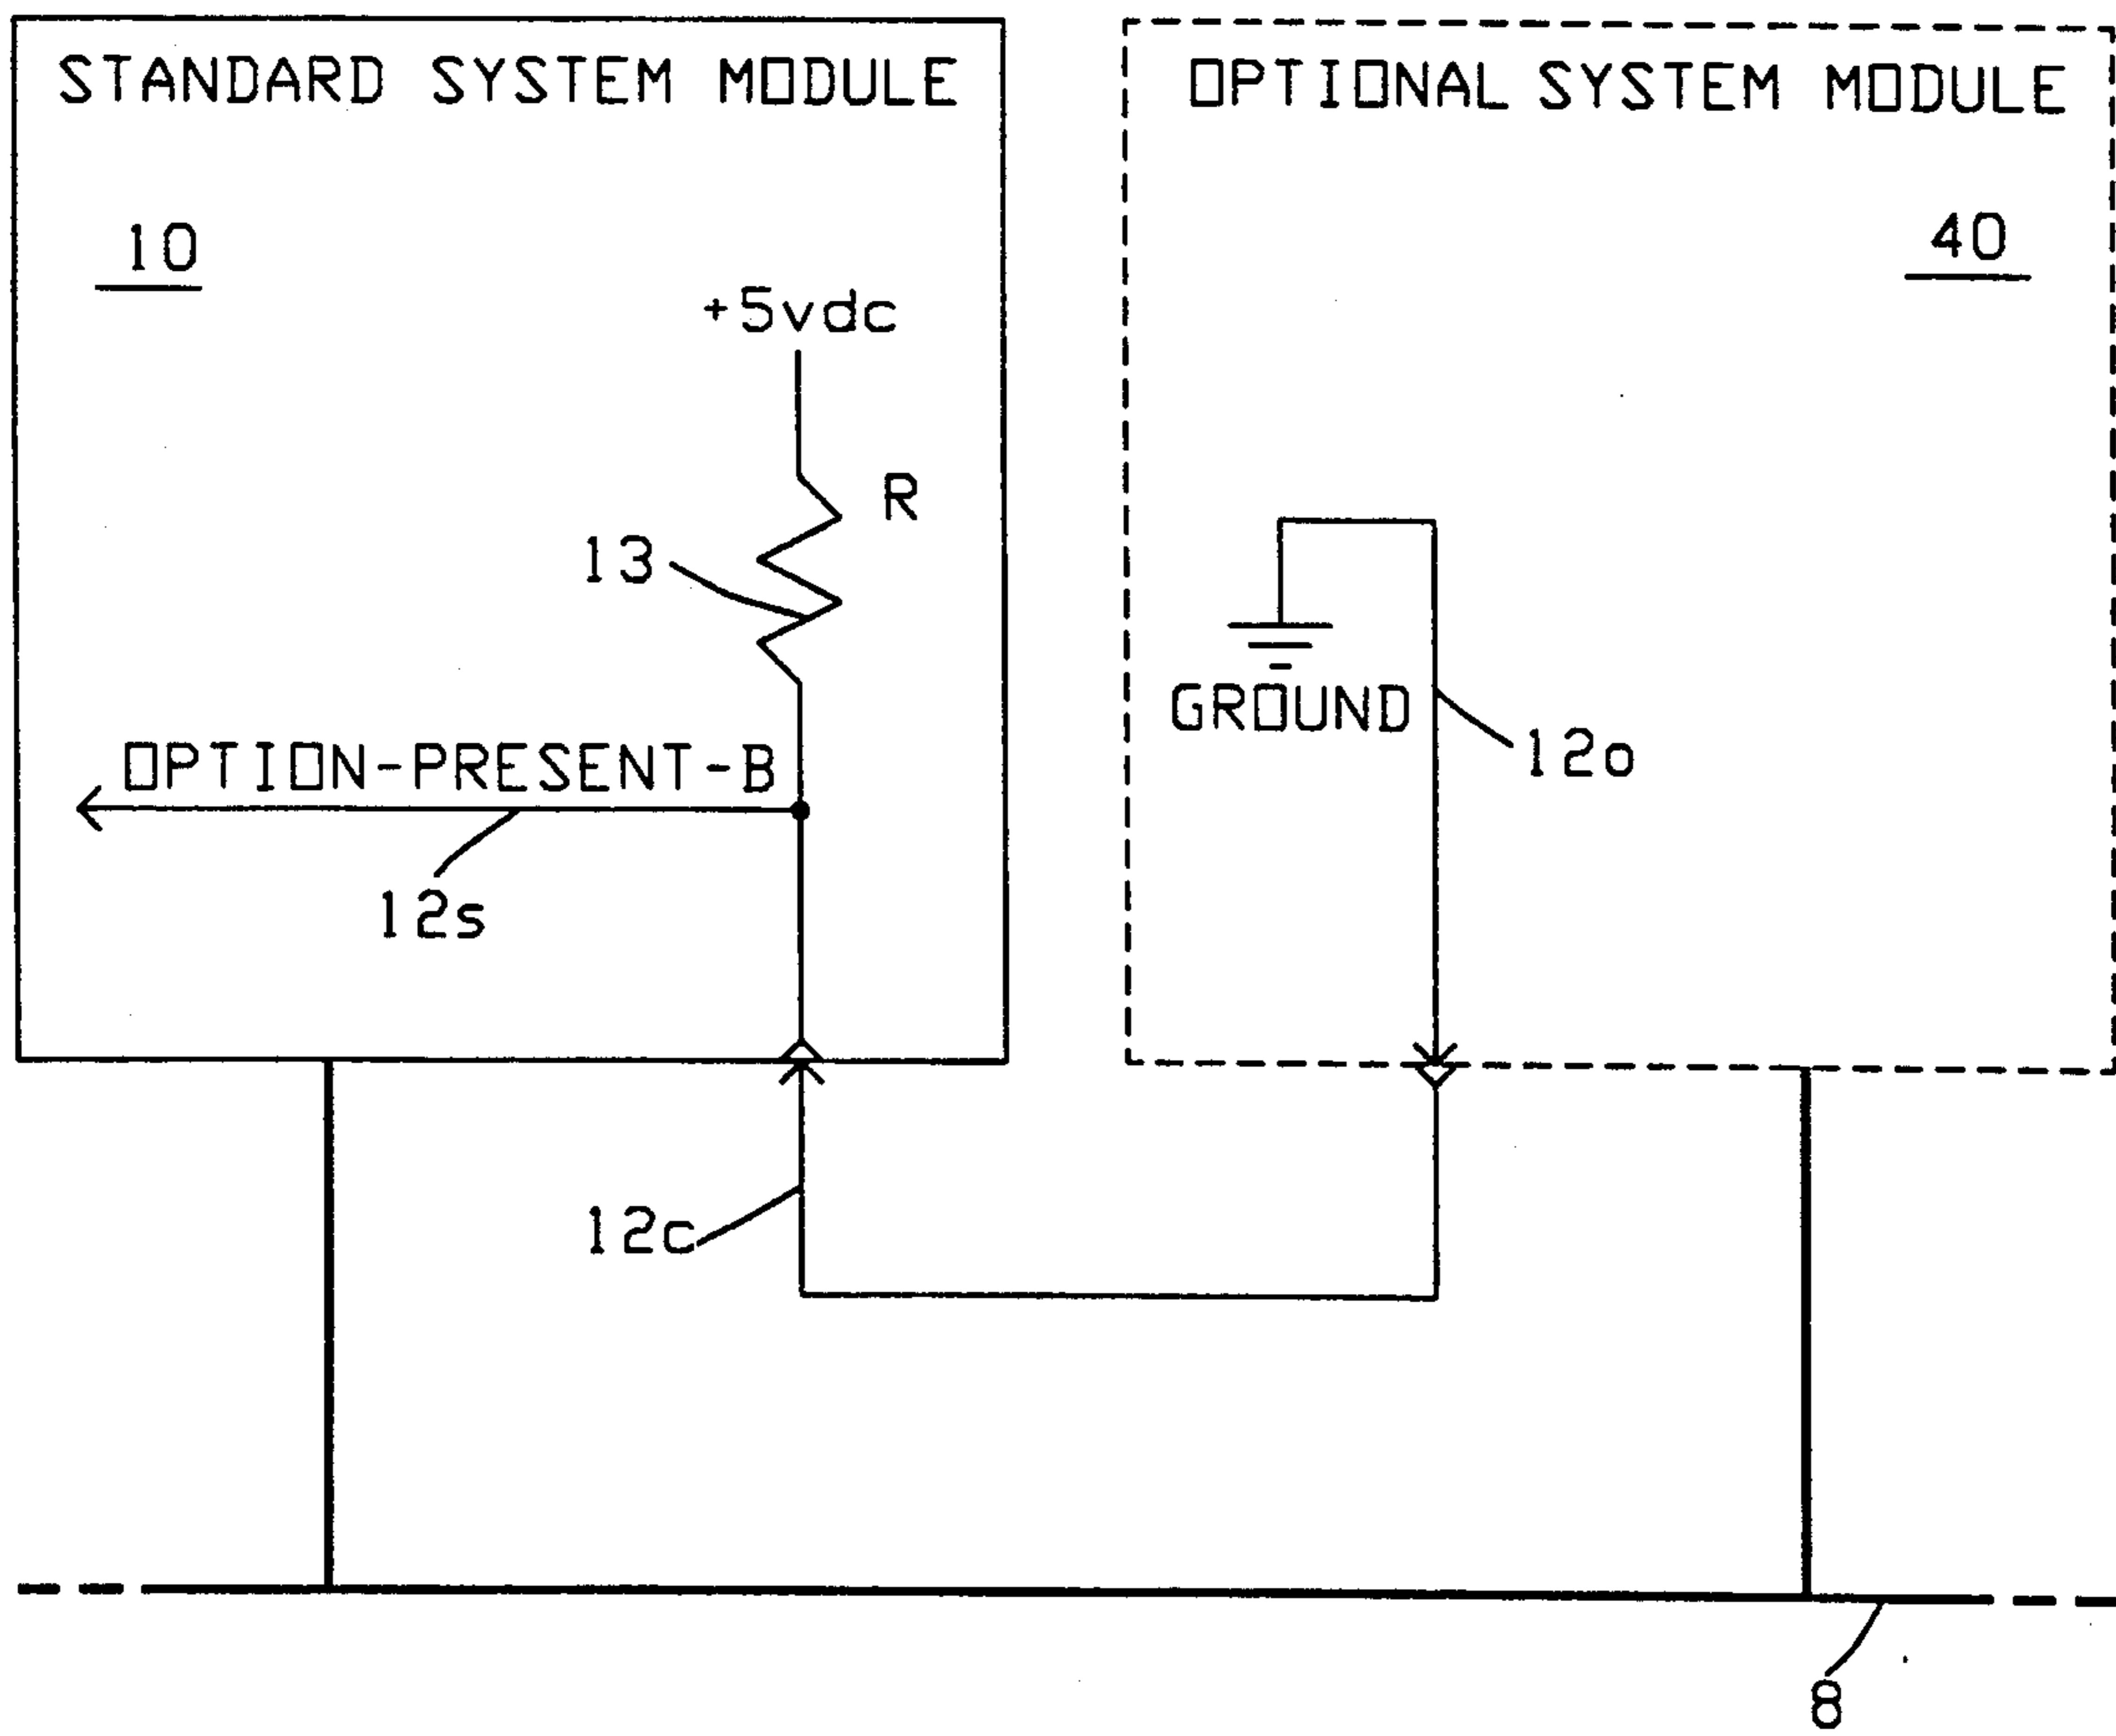 STANDARD SYSTEM MODULE
OPTIONAL SYSTEM MODULE
10
40
+5vdc
R
13
GROUND
OPTION-PRESENT-B
12o
12s
12c
8